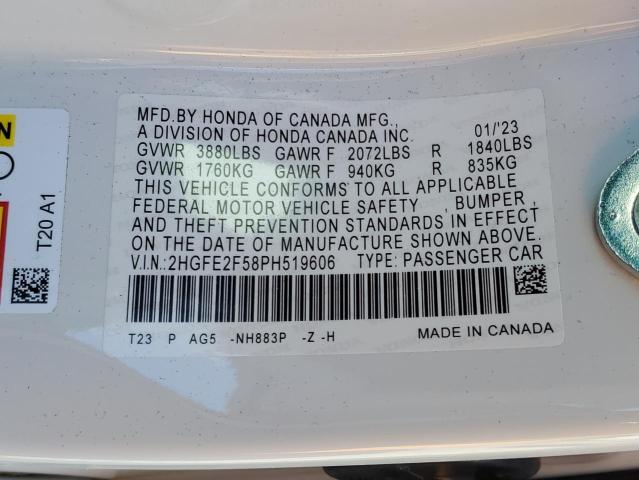 MFD.BY HONDA OF CANADA MFG.,
A DIVISION OF HONDA CANADA INC. 01/'23
GVWR 3880LBS GAWR F 2072LBS R 1840LBS
GVWR 1760KG GAWR F 940KG R 835KG
THIS VEHICLE CONFORMS TO ALL APPLICABLE
FEDERAL MOTOR VEHICLE SAFETY , BUMPER ,
AND THEFT PREVENTION STANDARDS IN EFFECT
ON THE DATE OF MANUFACTURE SHOWN ABOVE.
V.I.N.:2HGFE2F58PH519606 TYPE: PASSENGER CAR
T23 P AG5 -NH883P -Z -H MADE IN CANADA
T20 A1